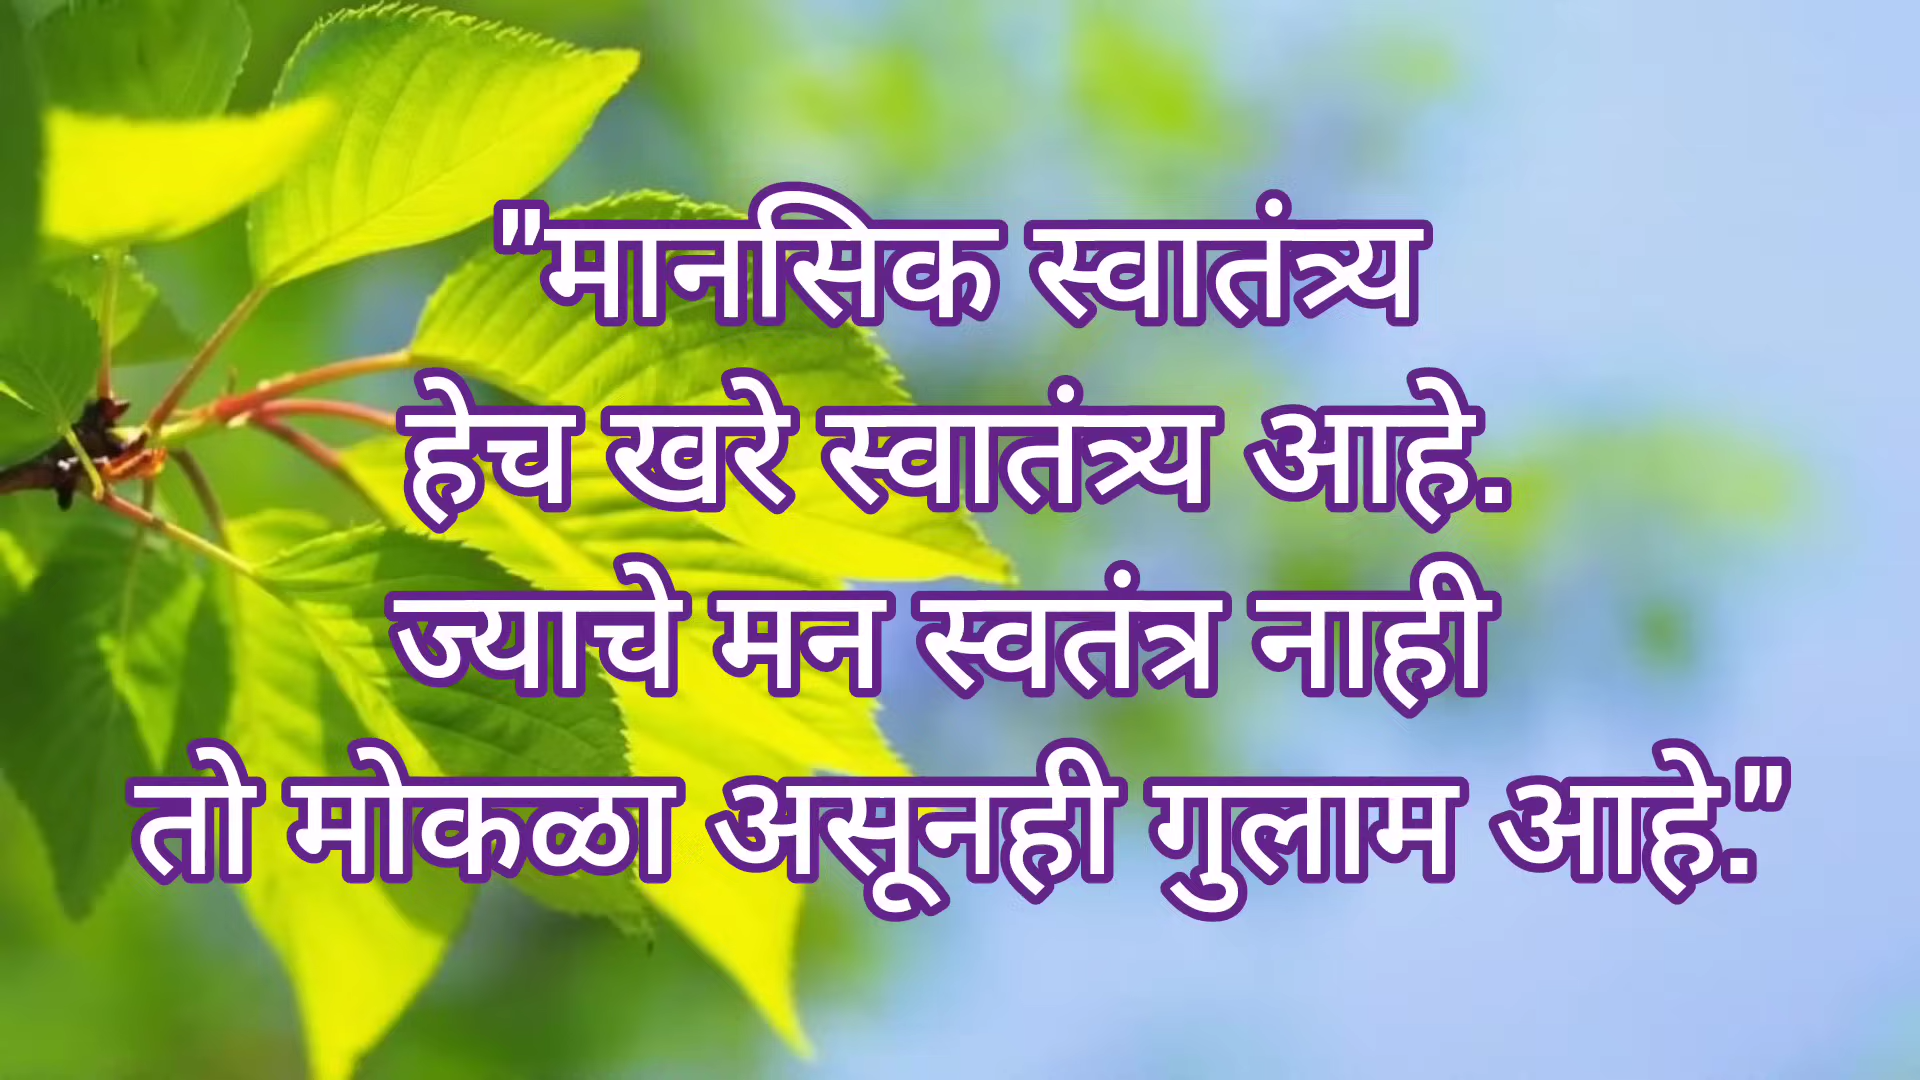 "मानसिक स्वातंत्र्य
हेच खरे स्वातंत्र्य आहे.
ज्याचे मन स्वतंत्र नाही
तो मोकळा असूनही गुलाम आहे."